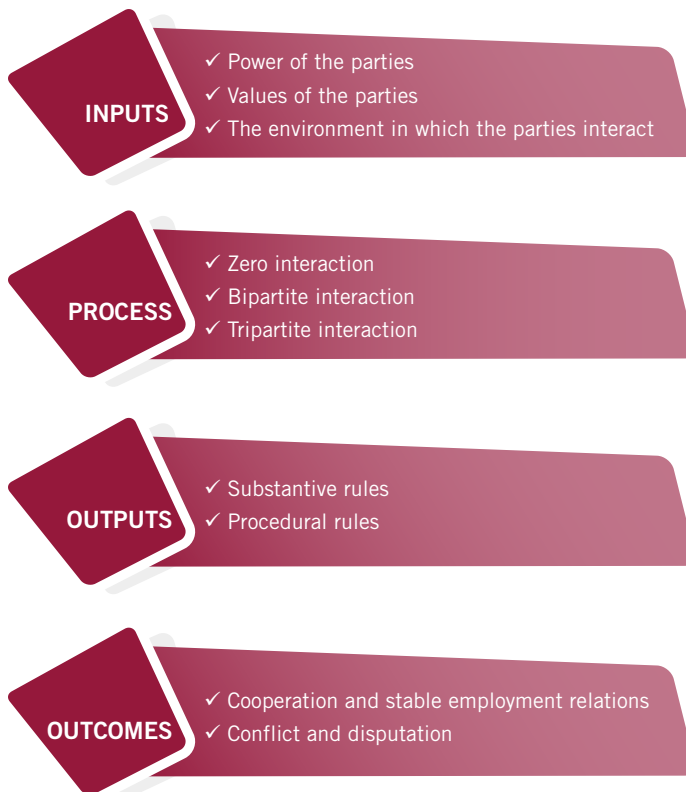 INPUTS
✓ Power of the parties
✓ Values of the parties
✓ The environment in which the parties interact
PROCESS
✓ Zero interaction
✓ Bipartite interaction
✓ Tripartite interaction
OUTPUTS
✓ Substantive rules
✓ Procedural rules
OUTCOMES
✓ Cooperation and stable employment relations
✓ Conflict and disputation